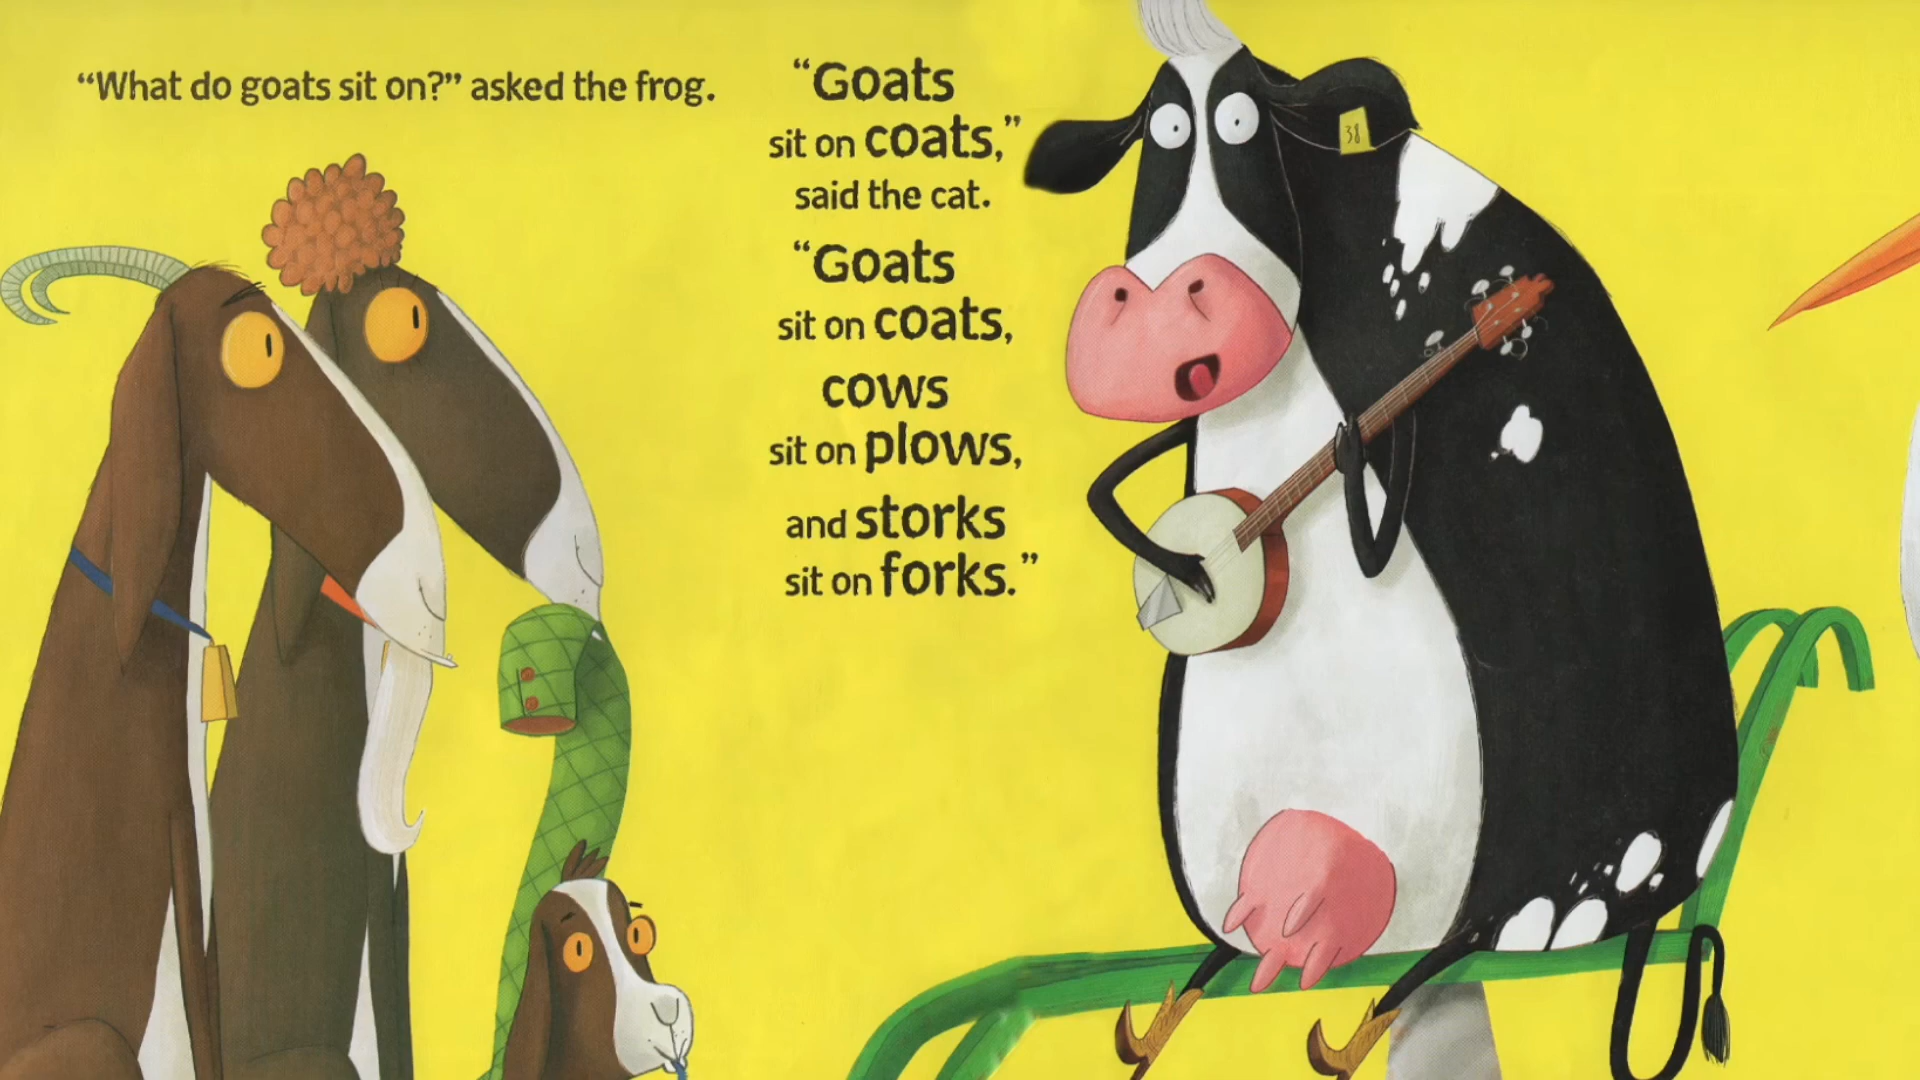 “What do goats sit on?” asked the frog.
“Goats
sit on coats,”
said the cat.
“Goats
sit on coats,
cows
sit on plows,
and storks
sit on forks.”
38